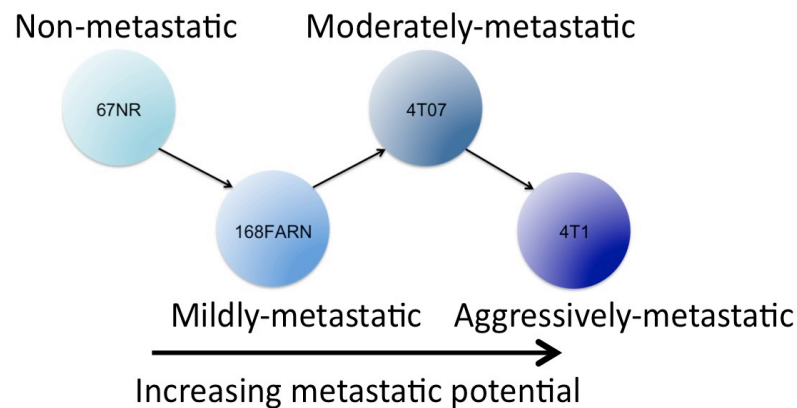 Non-metastatic
Moderately-metastatic
67NR
4T07
168FARN
4T1
Mildly-metastatic
Aggressively-metastatic
Increasing metastatic potential